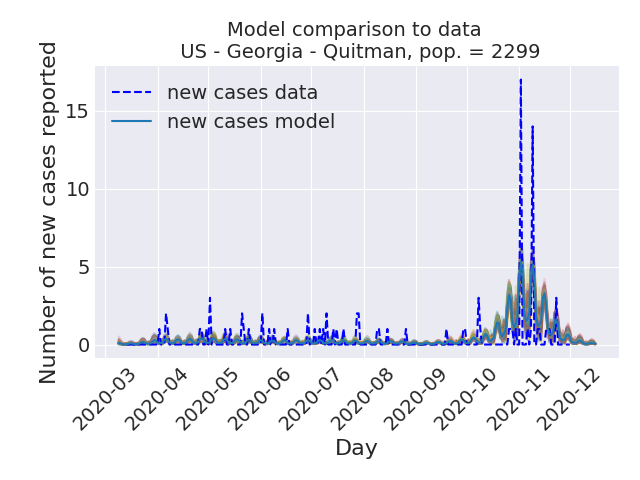 Model comparison to data
US - Georgia - Quitman, pop. = 2299
Number of new cases reported
new cases data
new cases model
15
10
5
0
2020-03
2020-04
2020-05
2020-06
2020-07
2020-08
2020-09
2020-10
2020-11
2020-12
Day